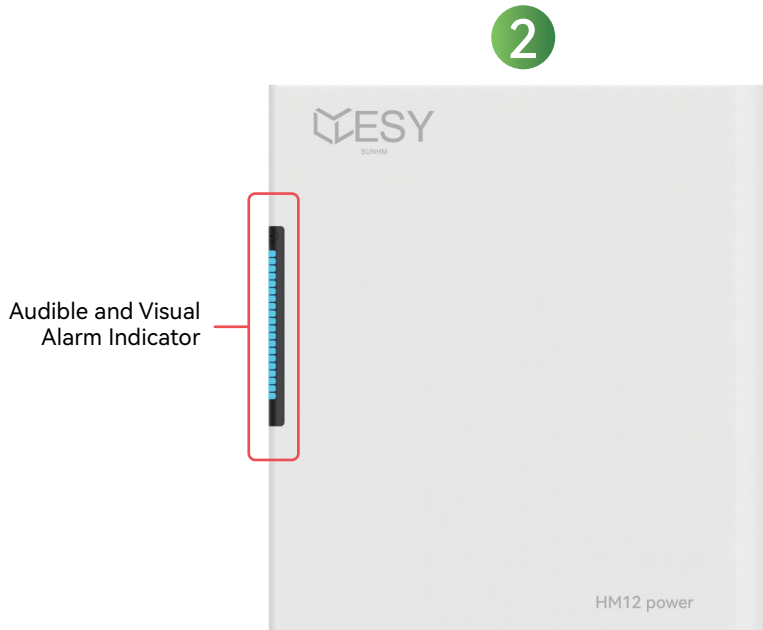 2
ESY
SUNHM
Audible and Visual
Alarm Indicator
HM12 power